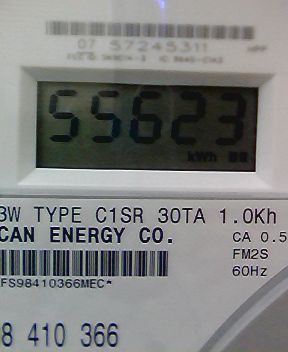 07 57245311
55623
kWh
3W TYPE C1SR 30TA 1.0Kh
CAN ENERGY CO.
CA 0.5
FM2S
60Hz
FS98410366MEC*
8 410 366